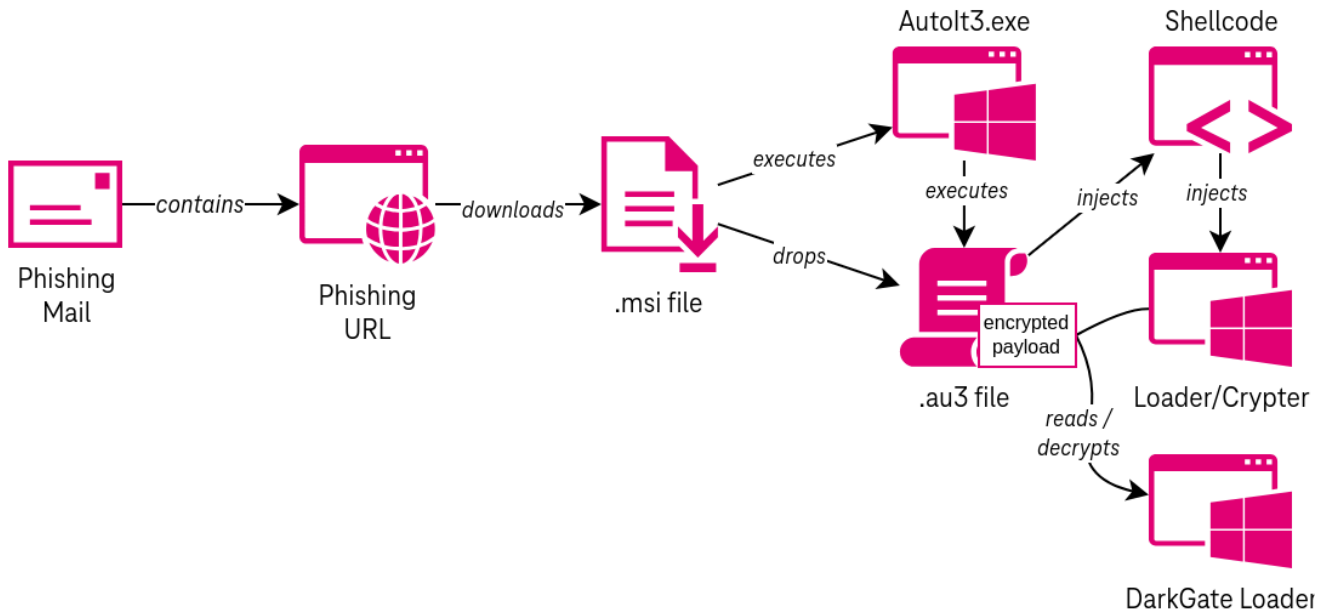 AutoIt3.exe
Shellcode
executes
contains
downloads
executes
injects
injects
drops
Phishing
Mail
Phishing
URL
.msi file
encrypted
payload
.au3 file
Loader/Crypter
reads /
decrypts
DarkGate Loader